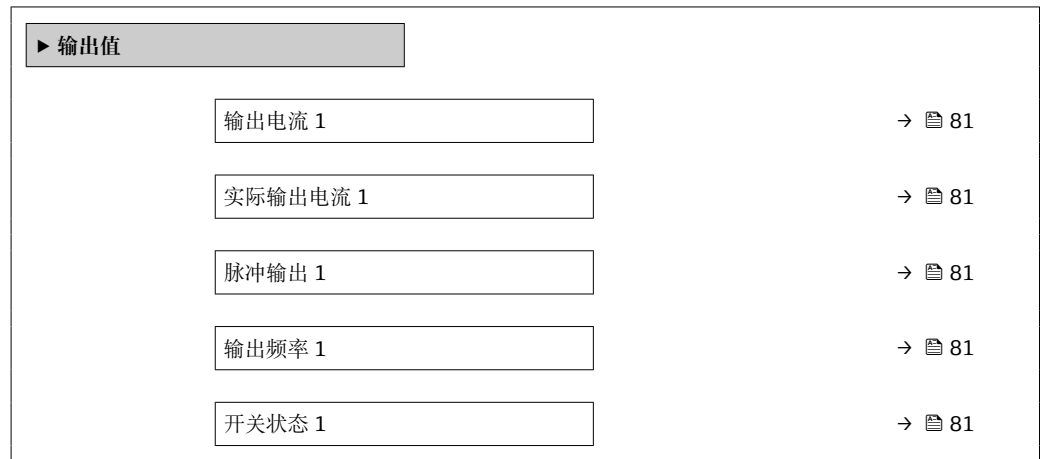 ▶ 输出值
输出电流 1 → 🖹 81
实际输出电流 1 → 🖹 81
脉冲输出 1 → 🖹 81
输出频率 1 → 🖹 81
开关状态 1 → 🖹 81